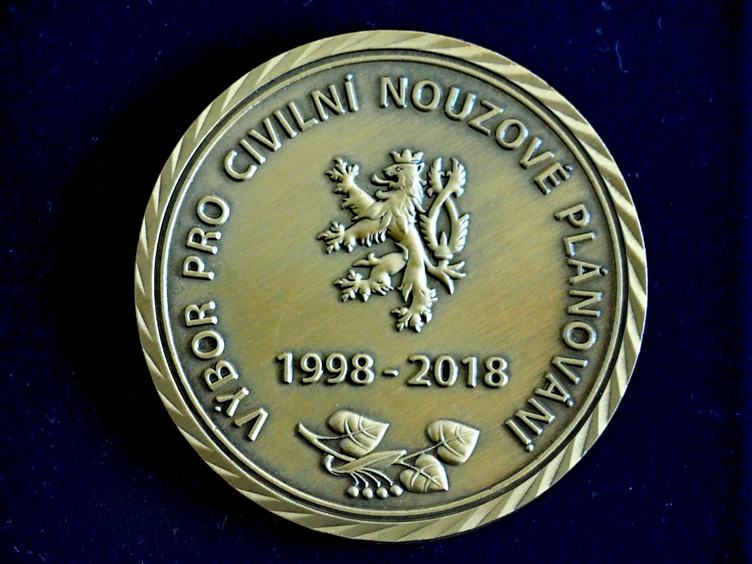 VÝBOR PRO CIVILNÍ NOUZOVÉ PLÁNOVÁNÍ
1998 - 2018